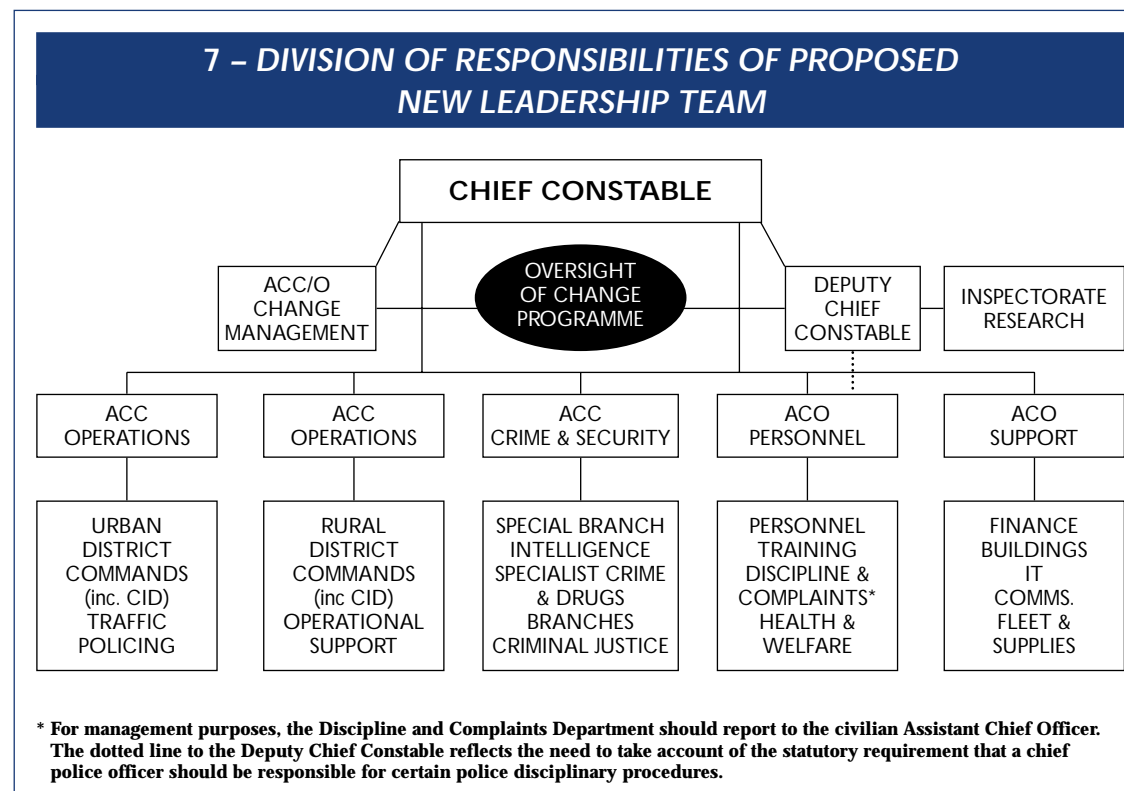 7 – DIVISION OF RESPONSIBILITIES OF PROPOSED
NEW LEADERSHIP TEAM
CHIEF CONSTABLE
ACC/O
CHANGE
MANAGEMENT
OVERSIGHT
OF CHANGE
PROGRAMME
DEPUTY
CHIEF
CONSTABLE
INSPECTORATE
RESEARCH
ACC
OPERATIONS
ACC
OPERATIONS
ACC
CRIME & SECURITY
ACO
PERSONNEL
ACO
SUPPORT
URBAN
DISTRICT
COMMANDS
(inc. CID)
TRAFFIC
POLICING
RURAL
DISTRICT
COMMANDS
(inc CID)
OPERATIONAL
SUPPORT
SPECIAL BRANCH
INTELLIGENCE
SPECIALIST CRIME
& DRUGS
BRANCHES
CRIMINAL JUSTICE
PERSONNEL
TRAINING
DISCIPLINE &
COMPLAINTS*
HEALTH &
WELFARE
FINANCE
BUILDINGS
IT
COMMS.
FLEET &
SUPPLIES
* For management purposes, the Discipline and Complaints Department should report to the civilian Assistant Chief Officer.
The dotted line to the Deputy Chief Constable reflects the need to take account of the statutory requirement that a chief
police officer should be responsible for certain police disciplinary procedures.